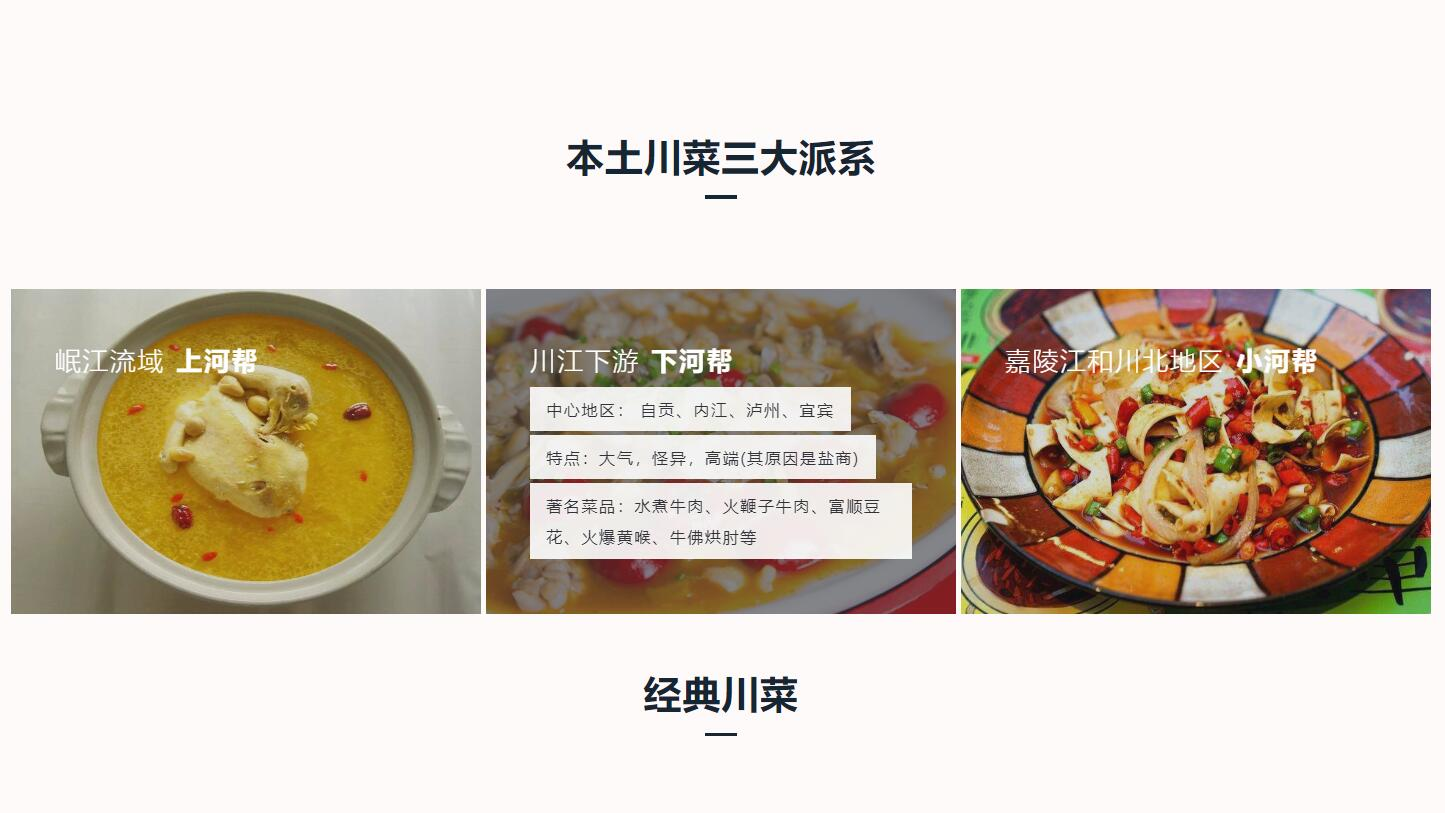 本土川菜三大派系
岷江流域 上河帮
川江下游 下河帮
中心地区： 自贡、内江、泸州、宜宾
特点：大气，怪异，高端(其原因是盐商)
著名菜品：水煮牛肉、火鞭子牛肉、富顺豆
花、火爆黄喉、牛佛烘肘等
嘉陵江和川北地区 小河帮
经典川菜